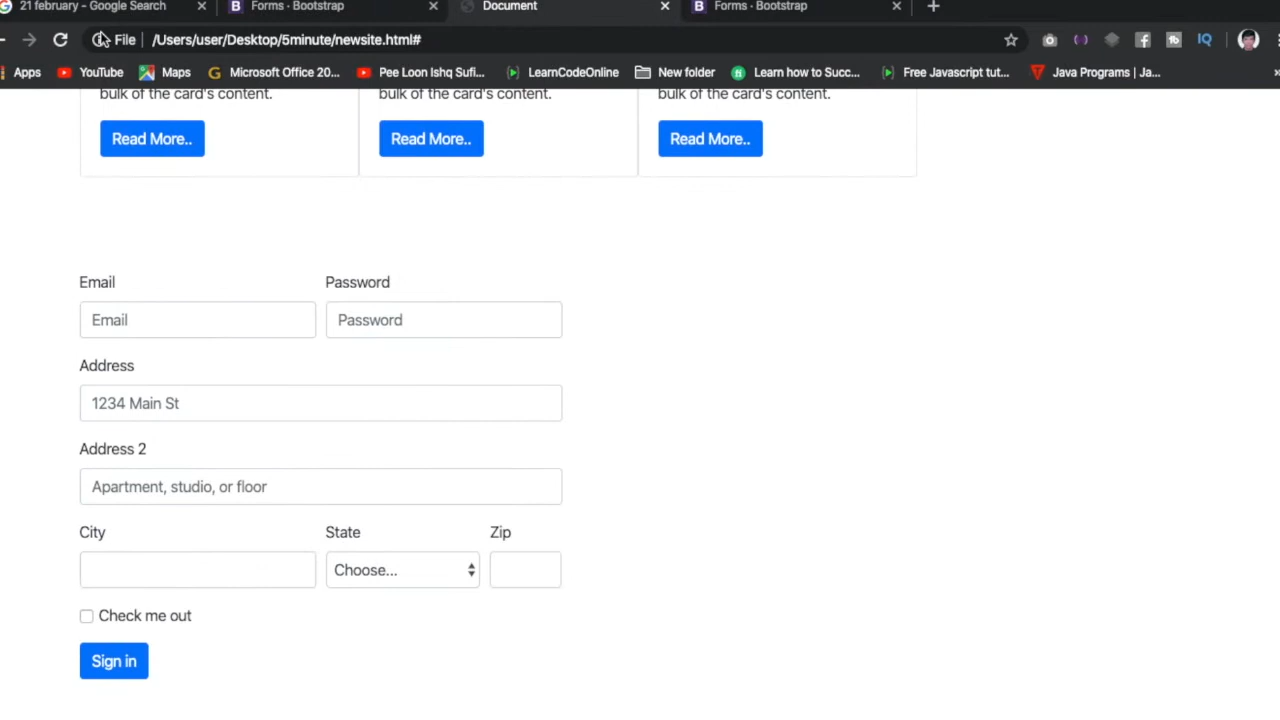 21 february - Google Search
Forms · Bootstrap
Document
Forms · Bootstrap
File
/Users/user/Desktop/5minute/newsite.html#
IQ
Apps
YouTube
Maps
Microsoft Office 20...
Pee Loon Ishq Sufi...
LearnCodeOnline
New folder
Learn how to Succ...
Free Javascript tut...
Java Programs | Ja...
bulk of the card's content.
bulk of the card's content.
bulk of the card's content.
Read More..
Read More..
Read More..
Email
Password
Email
Password
Address
1234 Main St
Address 2
Apartment, studio, or floor
City
State
Zip
Choose...
Check me out
Sign in